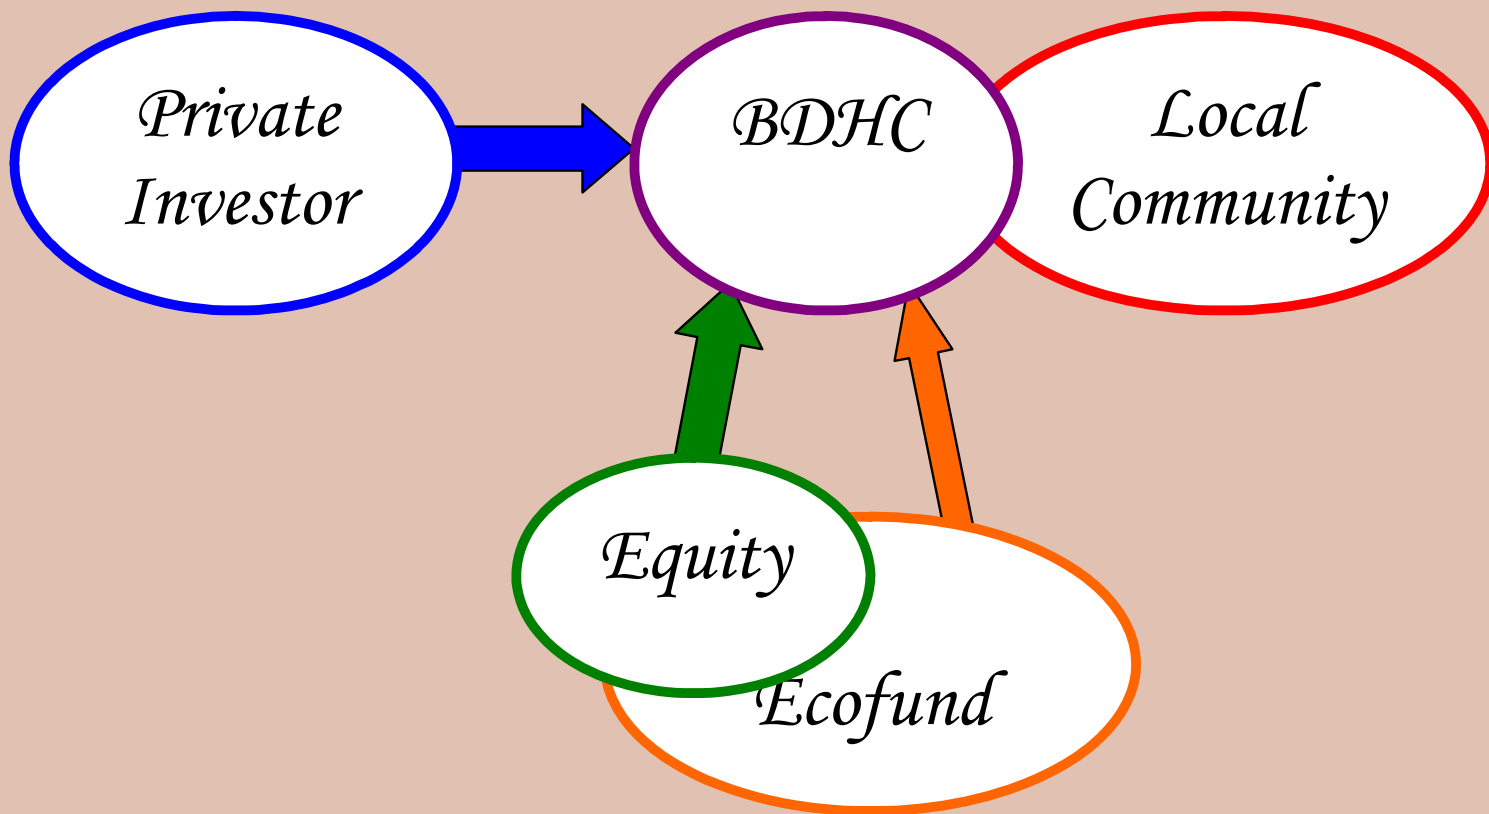 Private
Investor
BDHC
Local
Community
Equity
Ecofund